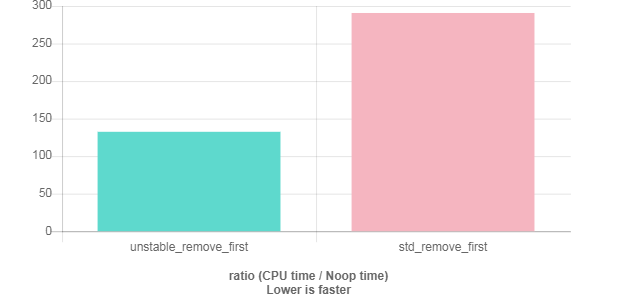 300
250
200
150
100
50
0
unstable_remove_first
std_remove_first
ratio (CPU time / Noop time)
Lower is faster